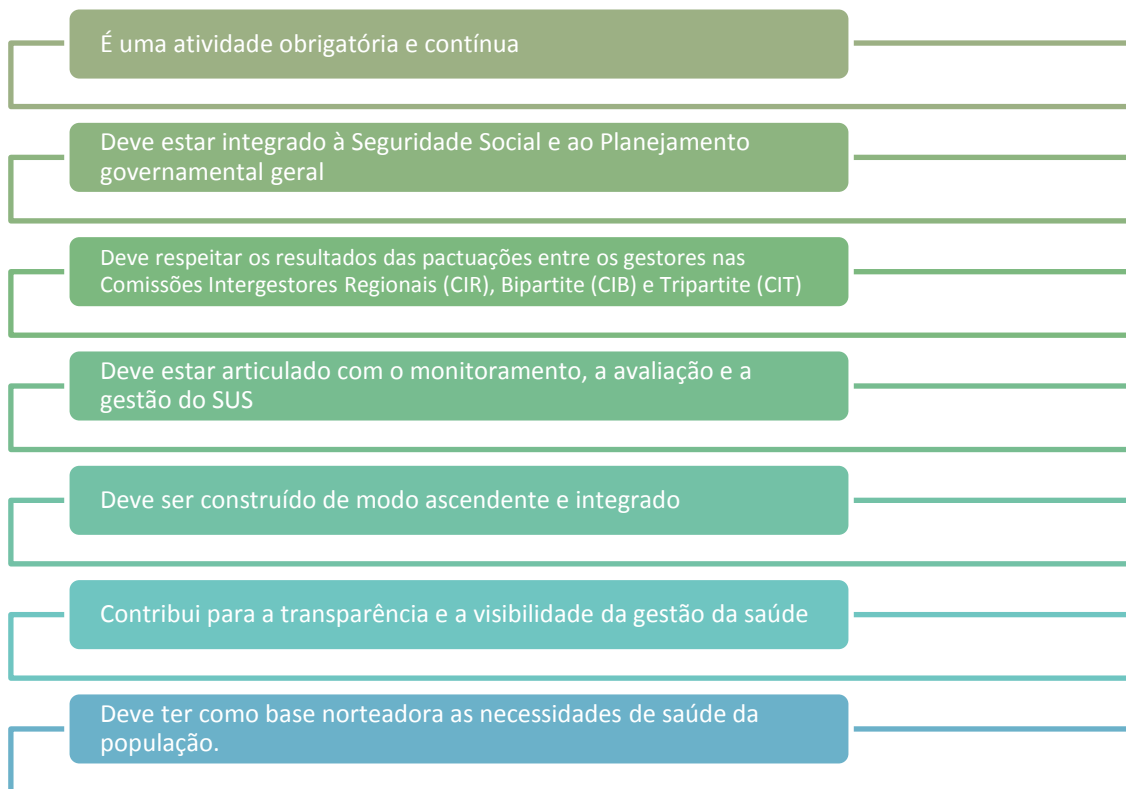 É uma atividade obrigatória e contínua
Deve estar integrado à Seguridade Social e ao Planejamento
governamental geral
Deve respeitar os resultados das pactuações entre os gestores nas
Comissões Intergestores Regionais (CIR), Bipartite (CIB) e Tripartite (CIT)
Deve estar articulado com o monitoramento, a avaliação e a
gestão do SUS
Deve ser construído de modo ascendente e integrado
Contribui para a transparência e a visibilidade da gestão da saúde
Deve ter como base norteadora as necessidades de saúde da
população.